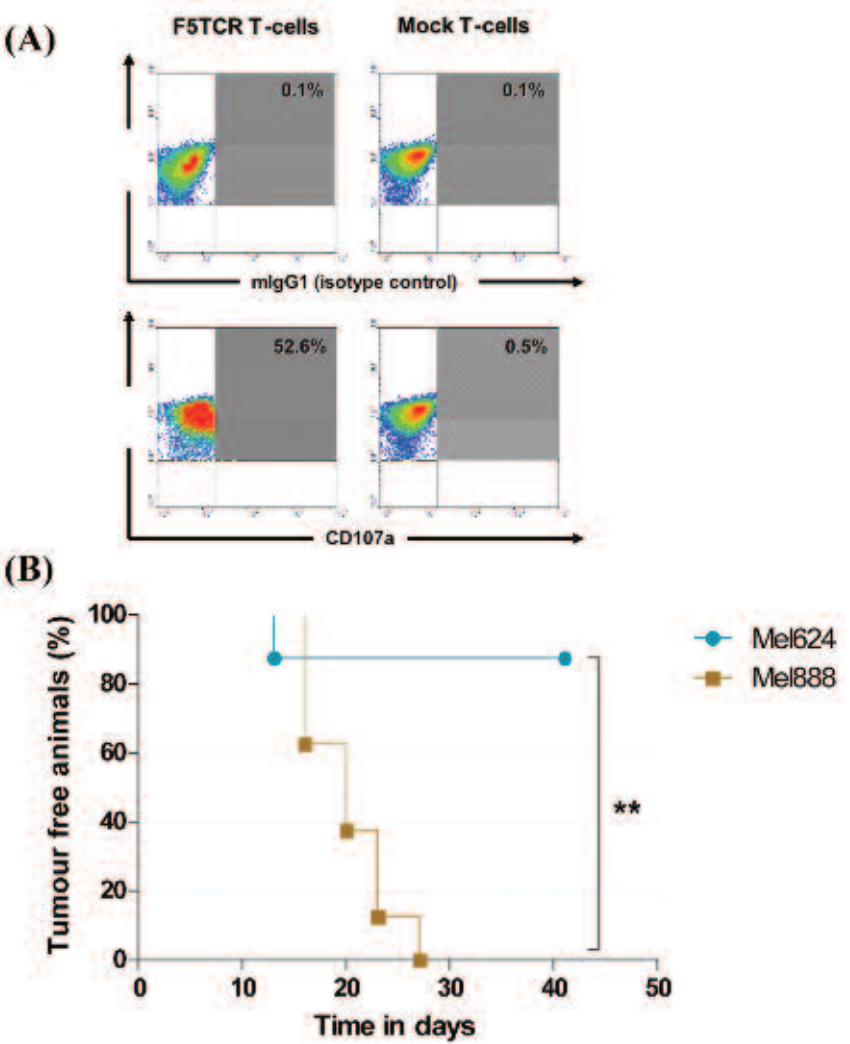 (A)
F5TCR T-cells Mock T-cells
0.1% 0.1%
mIgG1 (isotype control)
52.6% 0.5%
CD107a
(B)
Tumour free animals (%)
100
80
60
40
20
0
0 10 20 30 40 50
Time in days
Mel624
Mel888
**